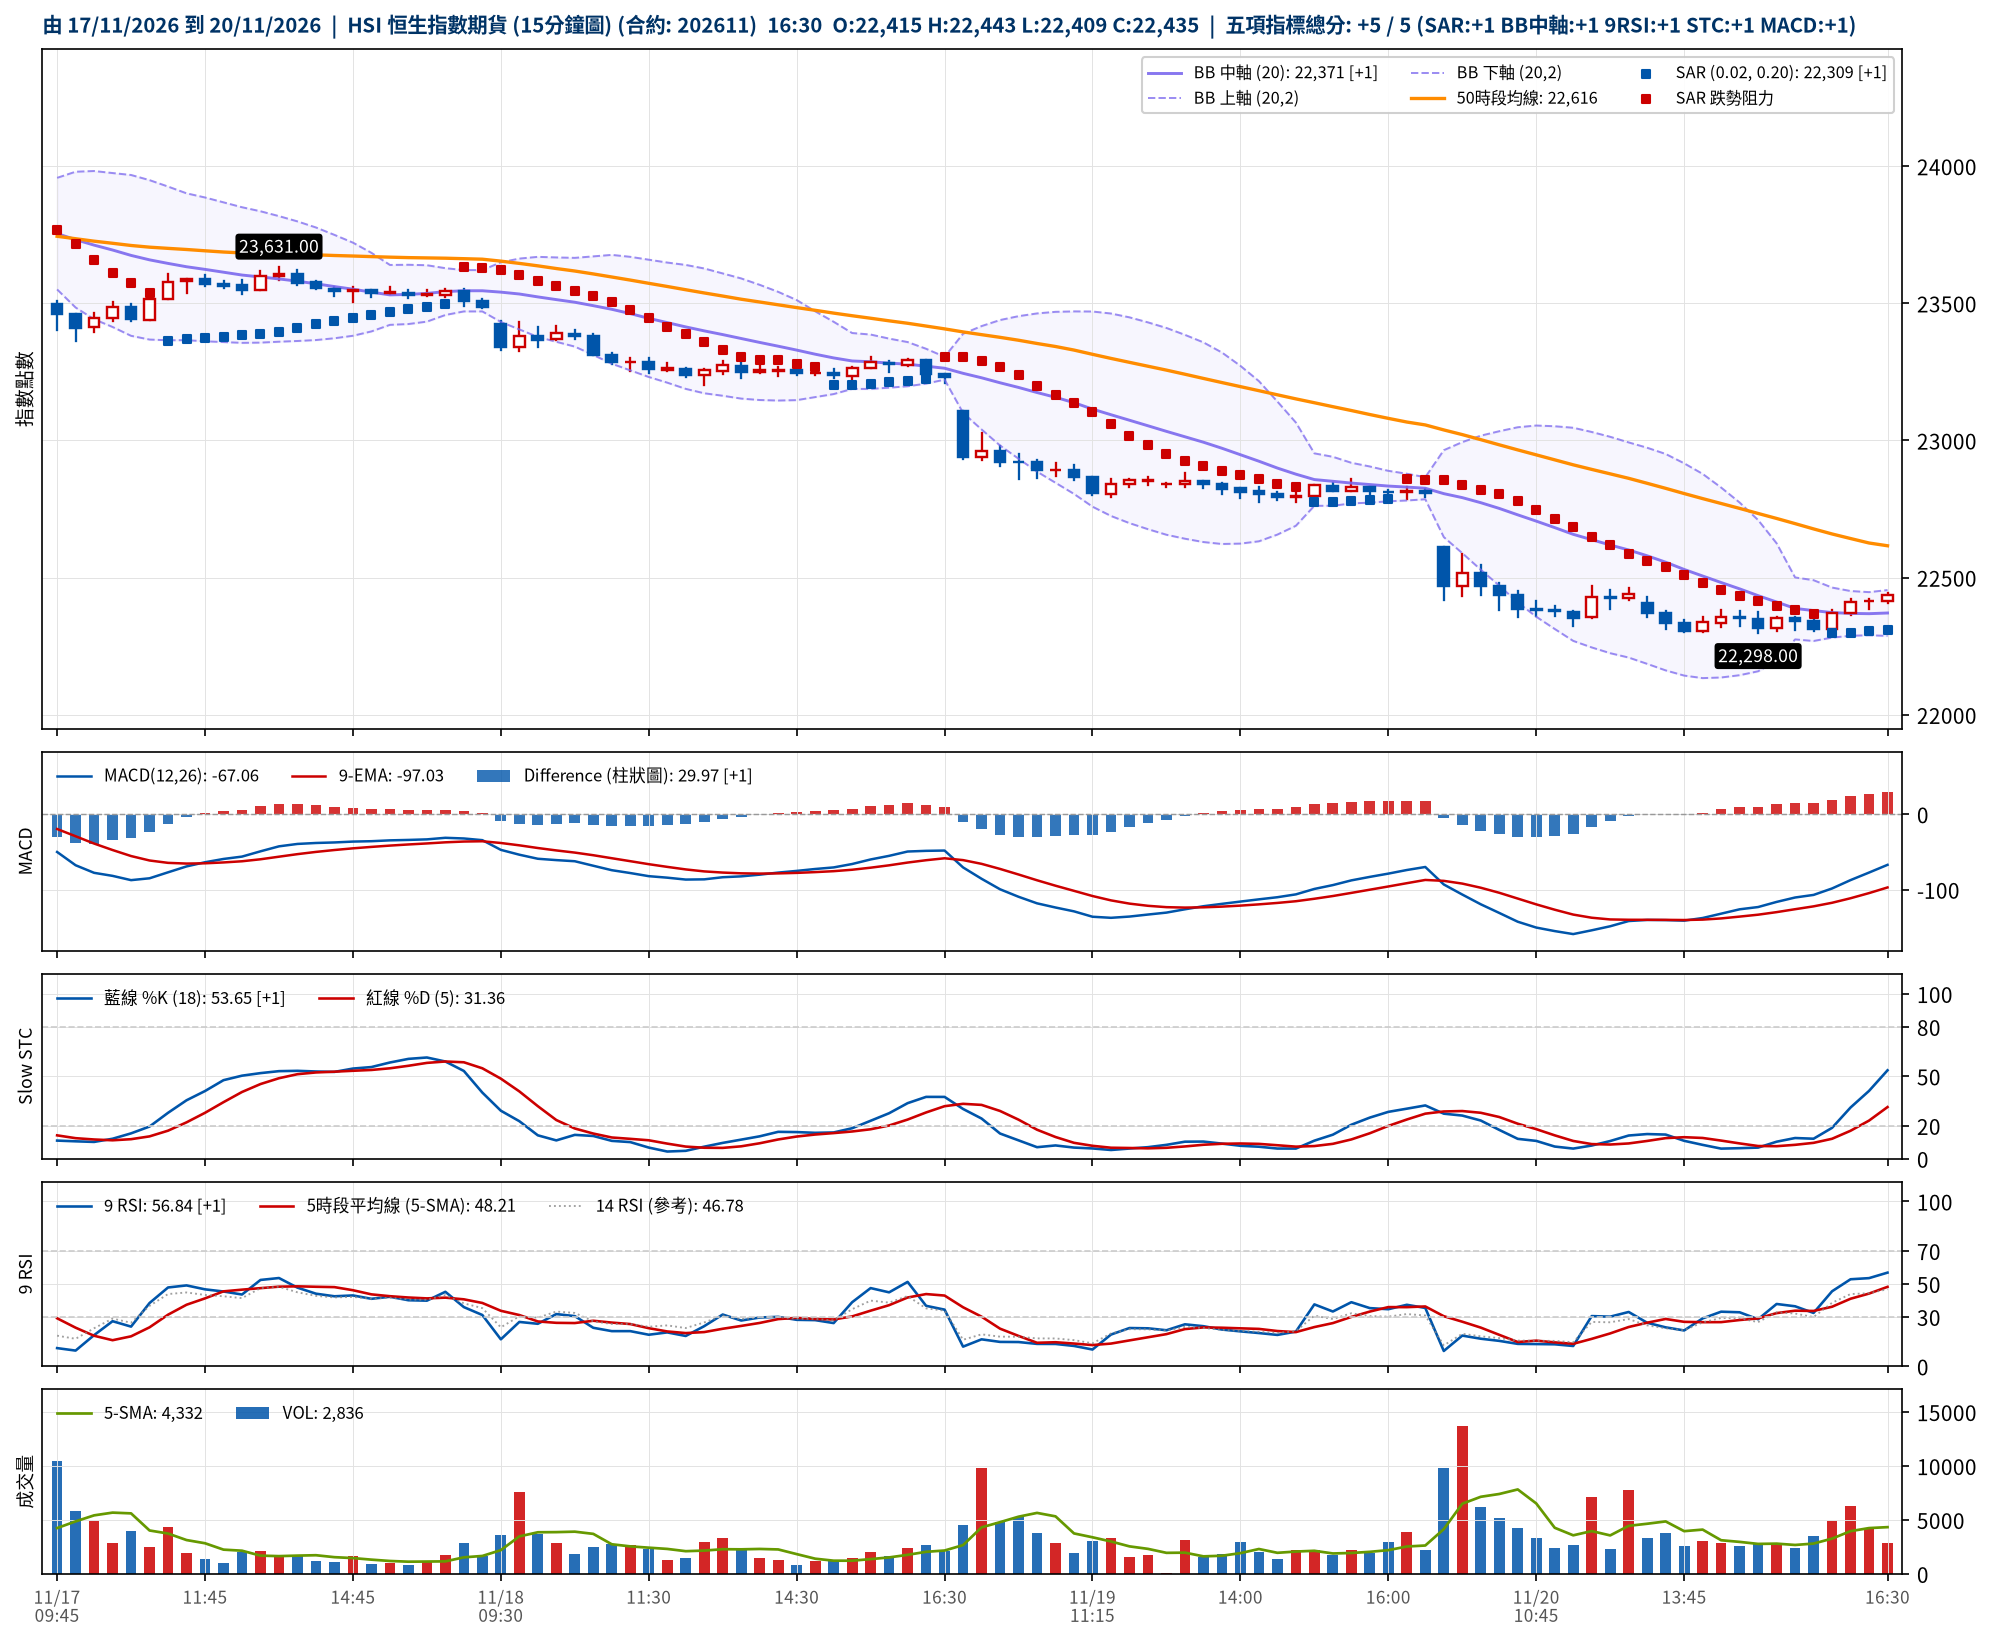 由 17/11/2026 到 20/11/2026 | HSI 恒生指數期貨 (15分鐘圖) (合約: 202611) 16:30 O:22,415 H:22,443 L:22,409 C:22,435 | 五項指標總分: +5 / 5 (SAR:+1 BB中軸:+1 9RSI:+1 STC:+1 MACD:+1)
BB 中軸 (20): 22,371 [+1]
BB 下軸 (20,2)
SAR (0.02, 0.20): 22,309 [+1]
BB 上軸 (20,2)
50時段均線: 22,616
SAR 跌勢阻力
指數點數
23,631.00
22,298.00
24000
23500
23000
22500
22000
MACD
MACD(12,26): -67.06
9-EMA: -97.03
Difference (柱狀圖): 29.97 [+1]
0
-100
Slow STC
藍線 %K (18): 53.65 [+1]
紅線 %D (5): 31.36
100
80
50
20
0
9 RSI
9 RSI: 56.84 [+1]
5時段平均線 (5-SMA): 48.21
14 RSI (參考): 46.78
100
70
50
30
0
成交量
5-SMA: 4,332
VOL: 2,836
15000
10000
5000
0
11/17
09:45
11:45
14:45
11/18
09:30
11:30
14:30
16:30
11/19
11:15
14:00
16:00
11/20
10:45
13:45
16:30